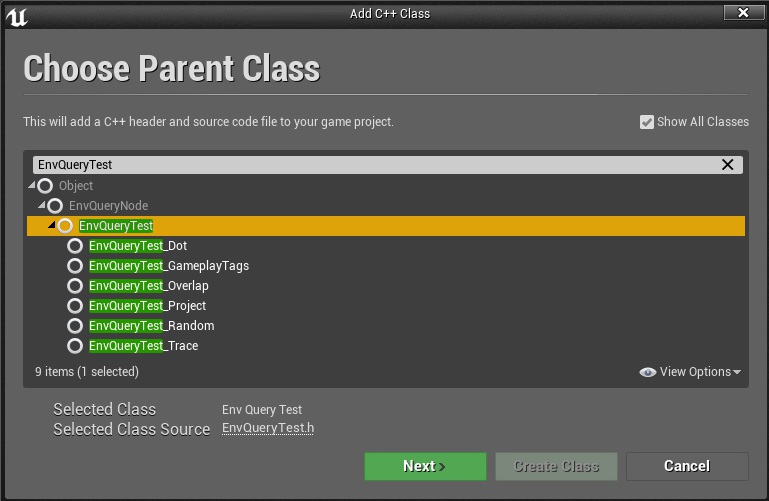 Add C++ Class
Choose Parent Class
This will add a C++ header and source code file to your game project.
Show All Classes
EnvQueryTest
Object
EnvQueryNode
EnvQueryTest
EnvQueryTest_Dot
EnvQueryTest_GameplayTags
EnvQueryTest_Overlap
EnvQueryTest_Project
EnvQueryTest_Random
EnvQueryTest_Trace
9 items (1 selected)
View Options
Selected Class Env Query Test
Selected Class Source EnvQueryTest.h
Next >
Create Class
Cancel